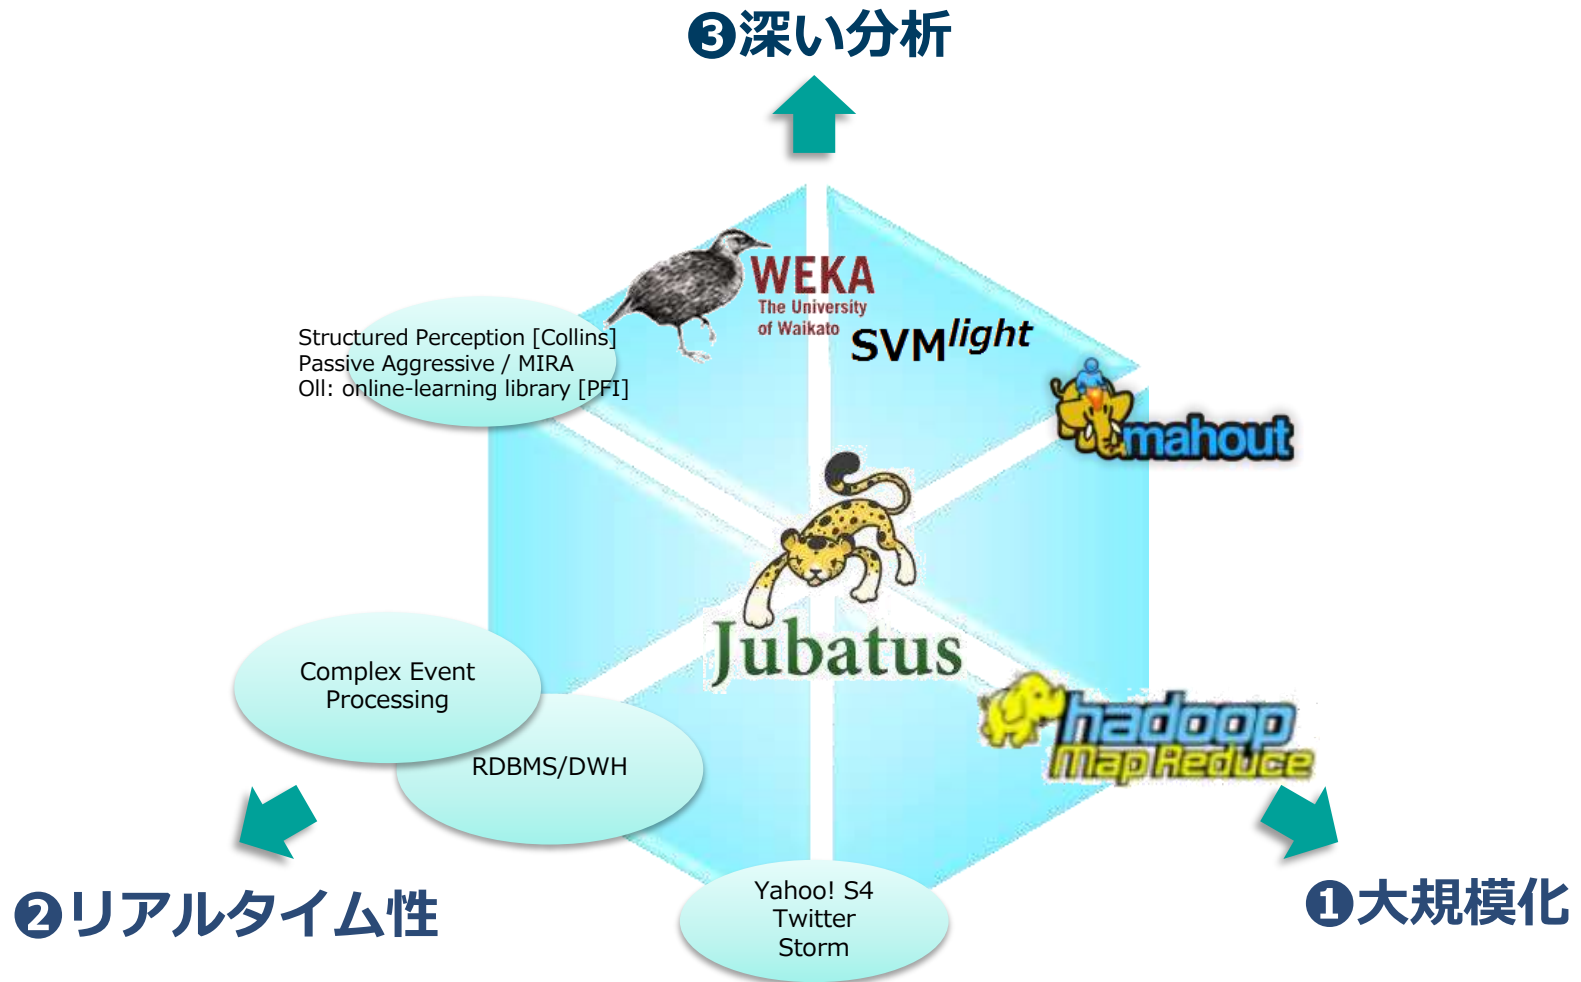 ❸深い分析
WEKA
The University
of Waikato
SVMlight
Structured Perception [Collins]
Passive Aggressive / MIRA
Oll: online-learning library [PFI]
mahout
Jubatus
Complex Event
Processing
RDBMS/DWH
hadoop
Map Reduce
❷リアルタイム性
Yahoo! S4
Twitter
Storm
❶大規模化